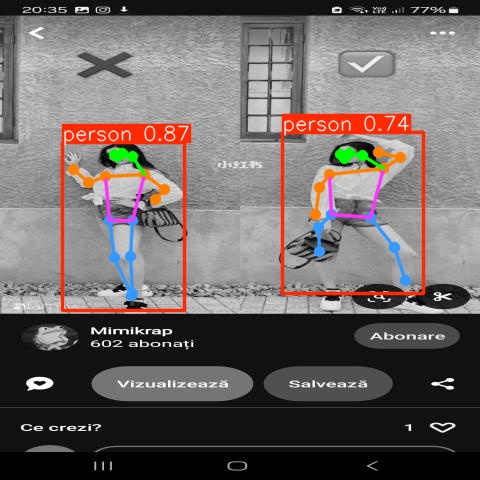 20:35
77%
person 0.87
person 0.74
小红书
Mimikrap
602 abonați
Abonare
Vizualizează
Salvează
Ce crezi?
1